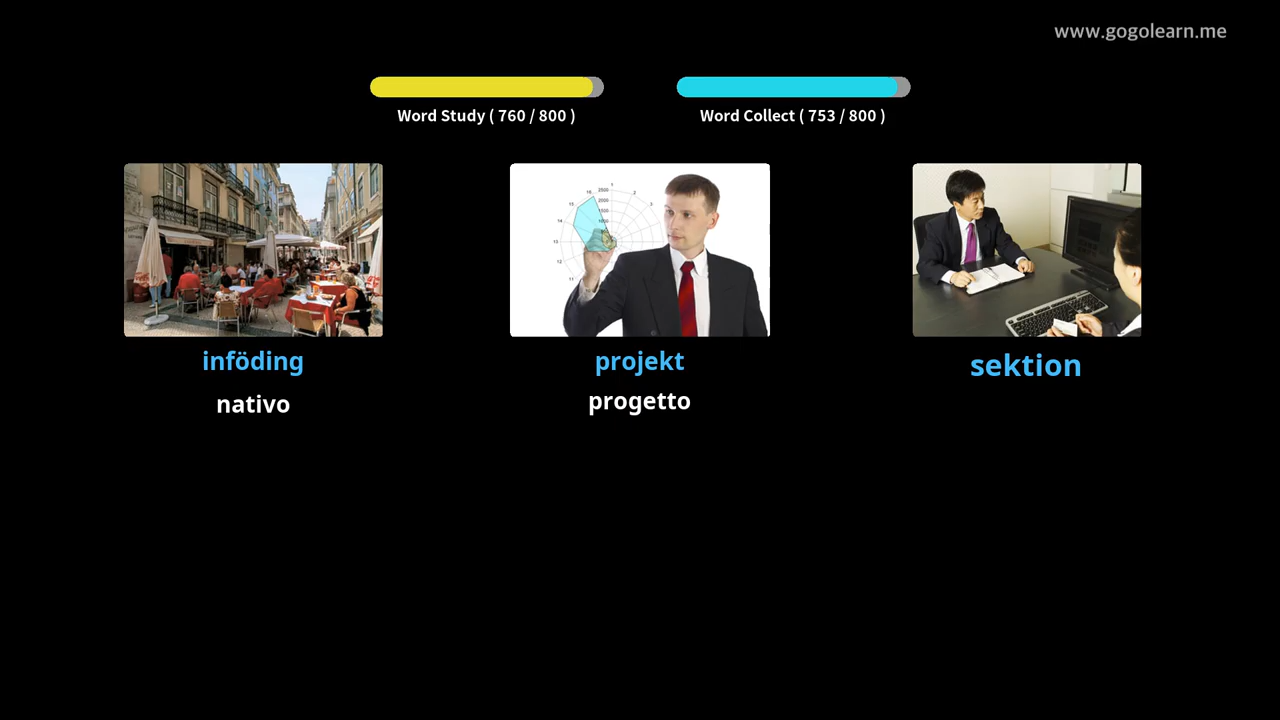 www.gogolearn.me
Word Study ( 760 / 800 )
Word Collect ( 753 / 800 )
inföding
projekt
sektion
nativo
progetto